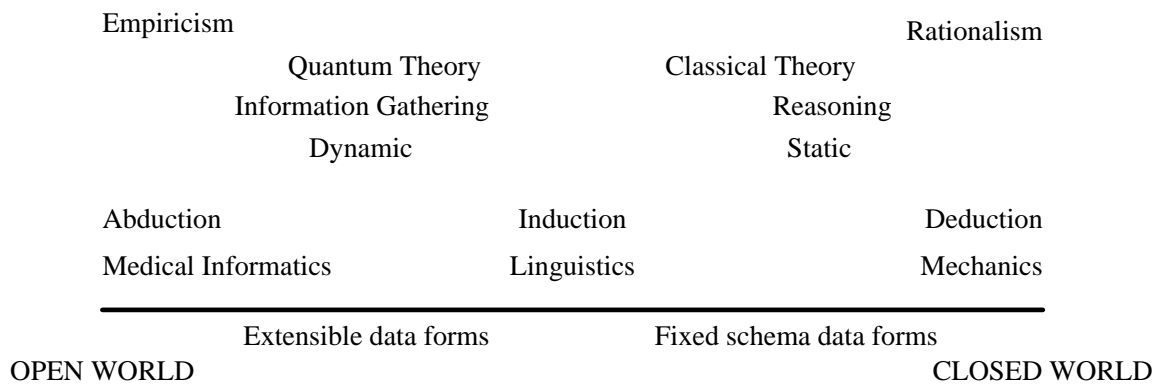 Empiricism Rationalism
Quantum Theory Classical Theory
Information Gathering Reasoning
Dynamic Static
Abduction Induction Deduction
Medical Informatics Linguistics Mechanics
Extensible data forms Fixed schema data forms
OPEN WORLD CLOSED WORLD